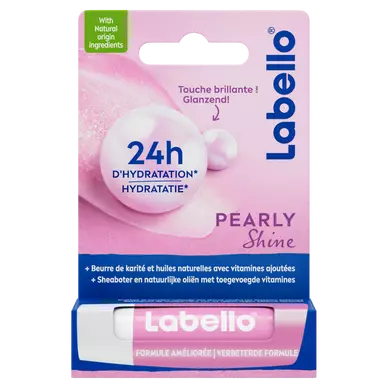 With
Natural
origin
ingredients
Labello®
Touche brillante !
Glanzend!
24h
D'HYDRATATION*
HYDRATATIE*
PEARLY
Shine
+ Beurre de karité et huiles naturelles avec vitamines ajoutées
+ Sheaboter en natuurlijke oliën met toegevoegde vitamines
Labello
FORMULE AMÉLIORÉE | VERBETERDE FORMULE